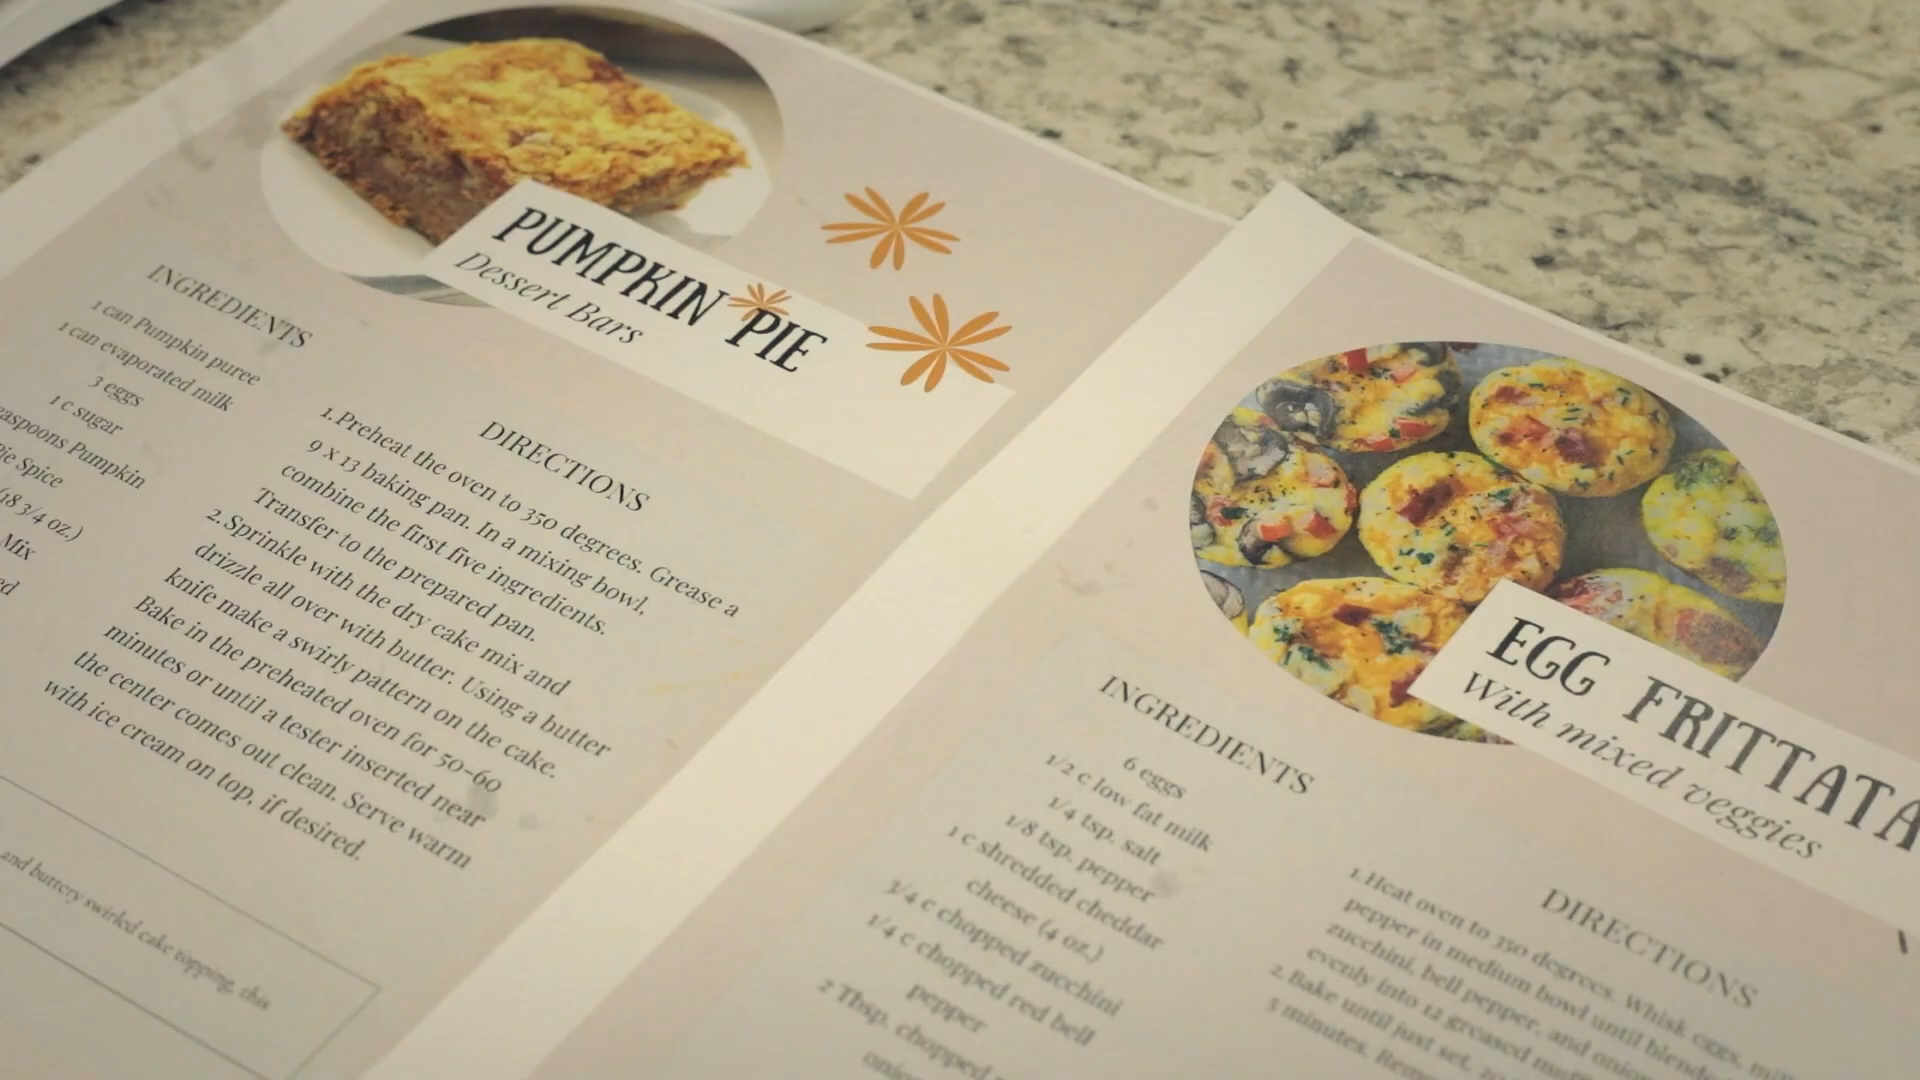 PUMPKIN PIE
Dessert Bars
INGREDIENTS
1 can Pumpkin puree
1 can evaporated milk
3 eggs
1 c sugar
Pumpkin
Pie Spice
(18 3/4 oz.)
Mix
DIRECTIONS
1. Preheat the oven to 350 degrees. Grease a
9 x 13 baking pan. In a mixing bowl,
combine the first five ingredients.
Transfer to the prepared pan.
2. Sprinkle with the dry cake mix and
drizzle all over with butter. Using a butter
knife make a swirly pattern on the cake.
Bake in the preheated oven for 50-60
minutes or until a tester inserted near
the center comes out clean. Serve warm
with ice cream on top, if desired.
and buttery swirled cake topping, this
EGG FRITTATA
With mixed veggies
INGREDIENTS
6 eggs
1/2 c low fat milk
1/4 tsp. salt
1/8 tsp. pepper
1 c shredded cheddar
cheese (4 oz.)
3/4 c chopped zucchini
1/4 c chopped red bell
pepper
2 Tbsp. chopped
DIRECTIONS
1. Heat oven to 350 degrees. Whisk eggs,
pepper in medium bowl until
zucchini, bell pepper, and
evenly into 12 greased
2. Bake until just set,
5 minutes.